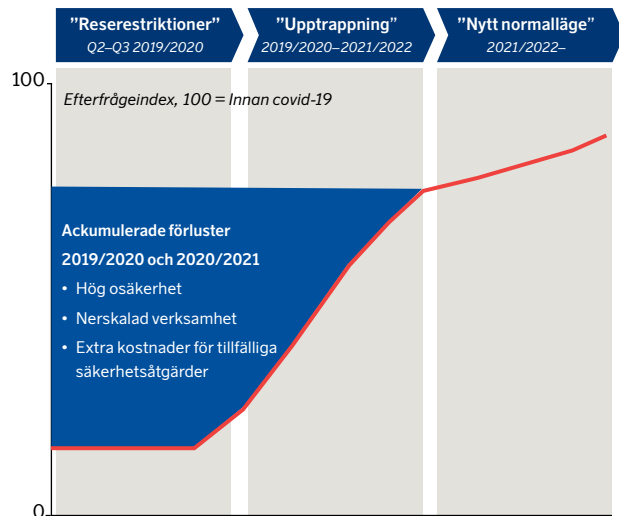 "Reserestriktioner"
Q2–Q3 2019/2020
"Upptrappning"
2019/2020–2021/2022
"Nytt normalläge"
2021/2022–
100
Efterfrågeindex, 100 = Innan covid-19
Ackumulerade förluster
2019/2020 och 2020/2021
• Hög osäkerhet
• Nerskalad verksamhet
• Extra kostnader för tillfälliga
säkerhetsåtgärder
0